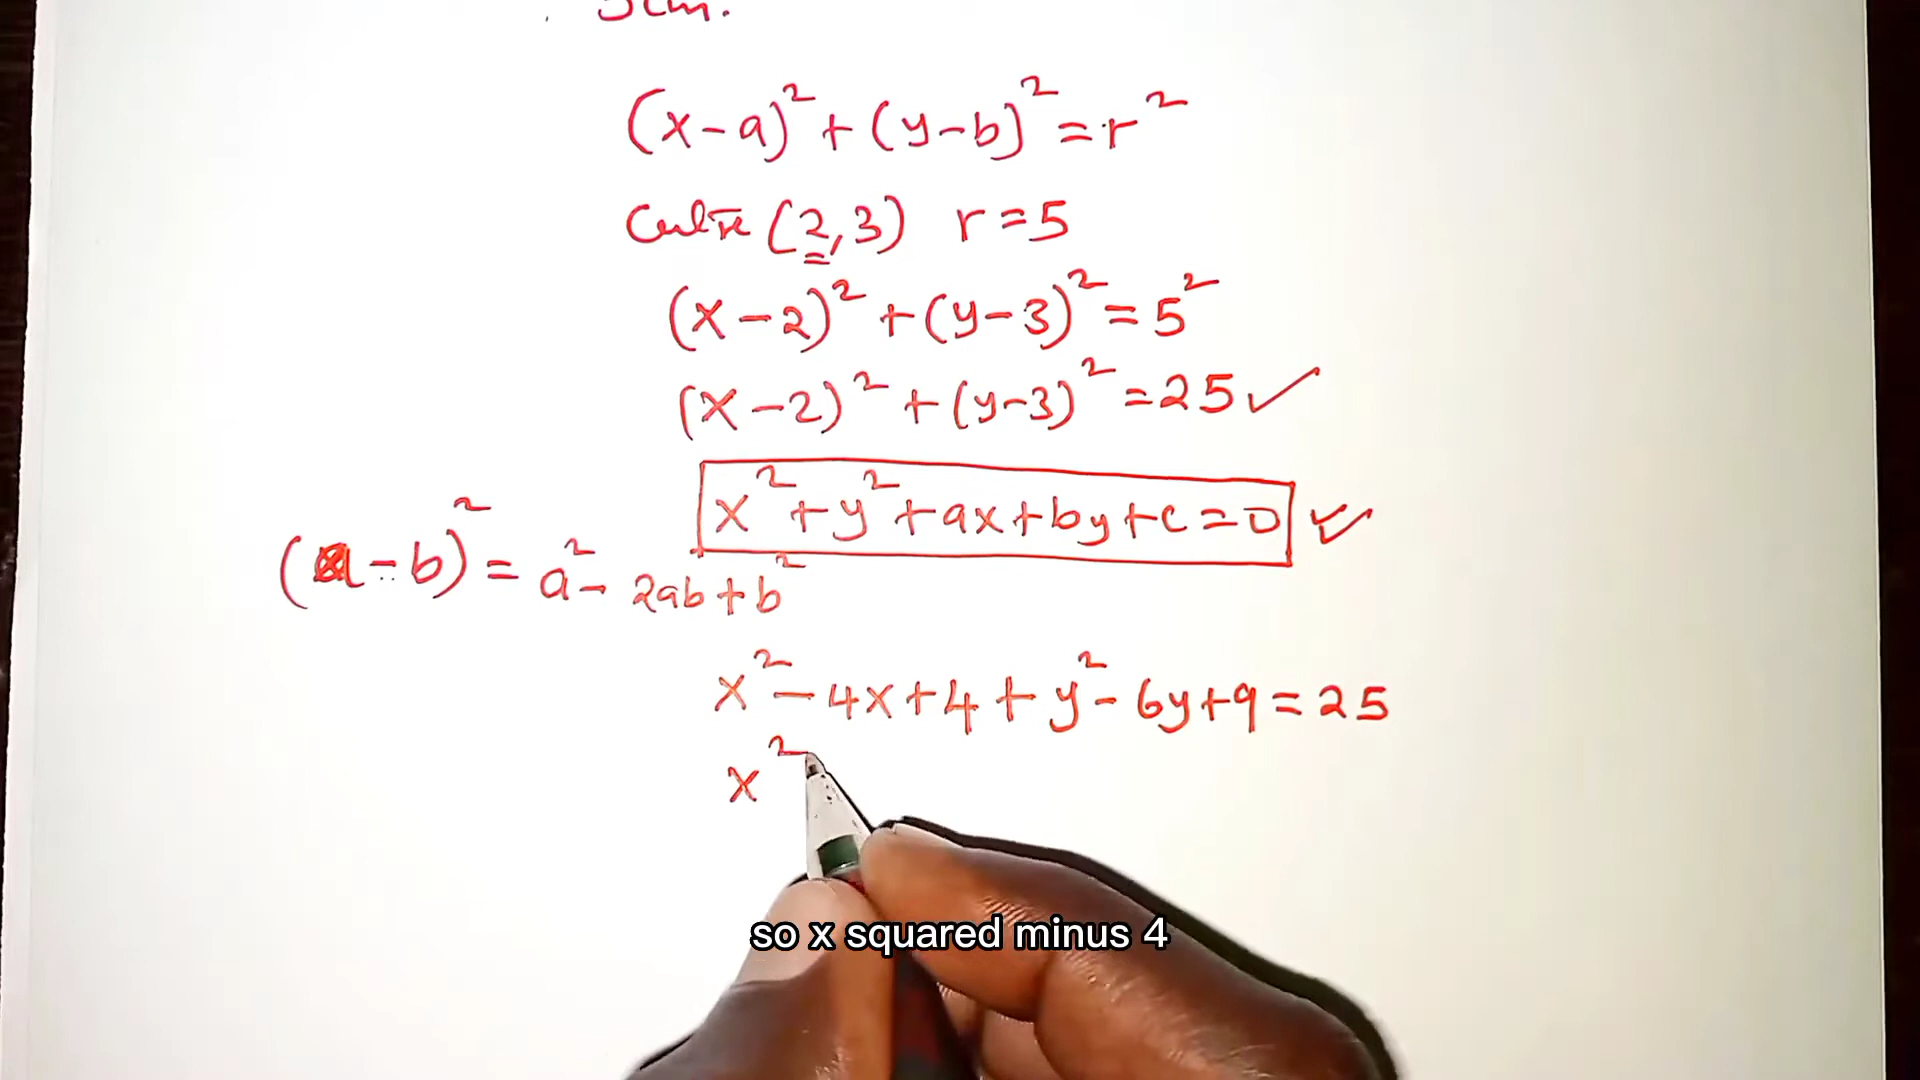 5cm.
(x-a)² + (y-b)² = r²
Centre (2,3) r=5
(x-2)² + (y-3)² = 5²
(x-2)² + (y-3)² = 25 ✓
x² + y² + ax + by + c = 0
(a-b)² = a² - 2ab + b²
x² - 4x + 4 + y² - 6y + 9 = 25
x²
so x squared minus 4